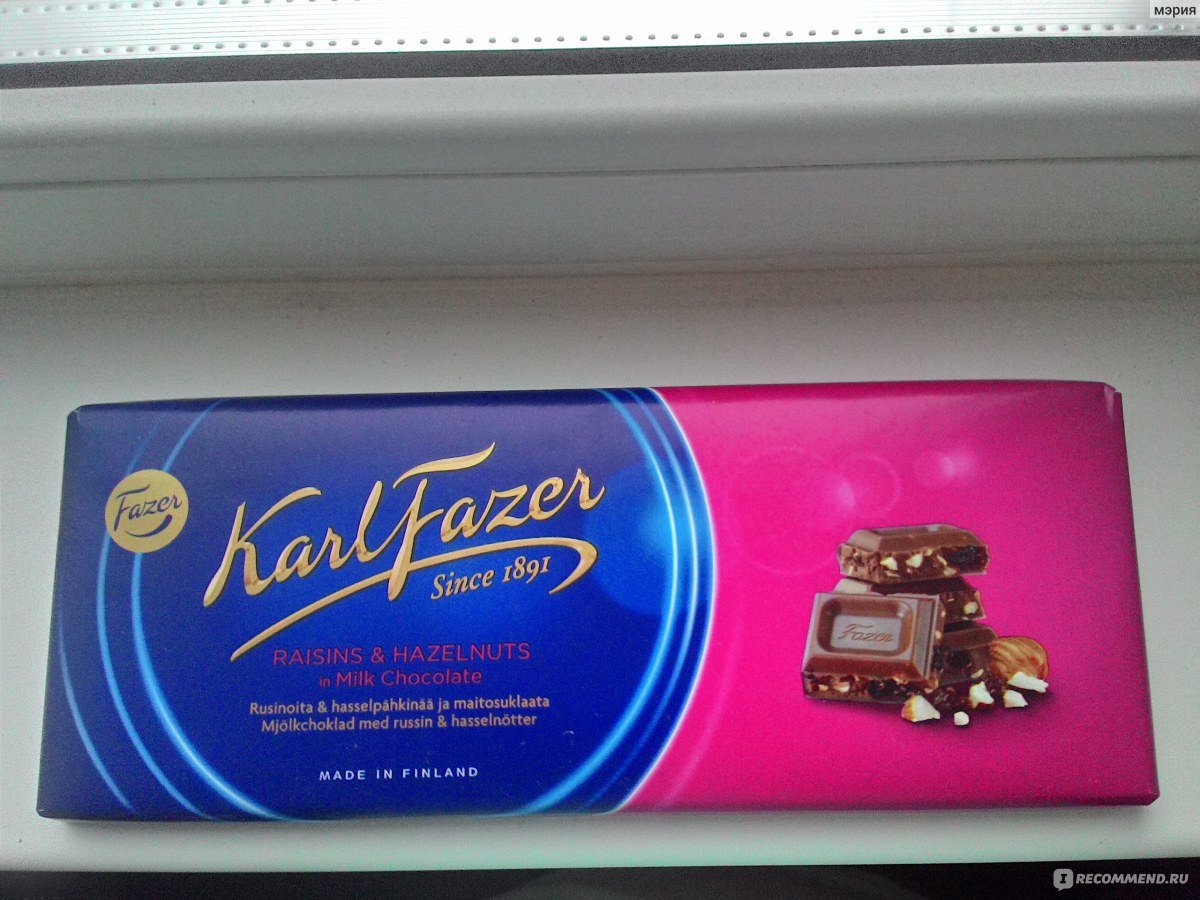 мэрия
Fazer
Karl Fazer
Since 1891
RAISINS & HAZELNUTS
in Milk Chocolate
Rusinoita & hasselpähkinää ja maitosuklaata
Mjölkchoklad med russin & hasselnötter
MADE IN FINLAND
Fazer
IRECOMMEND.RU